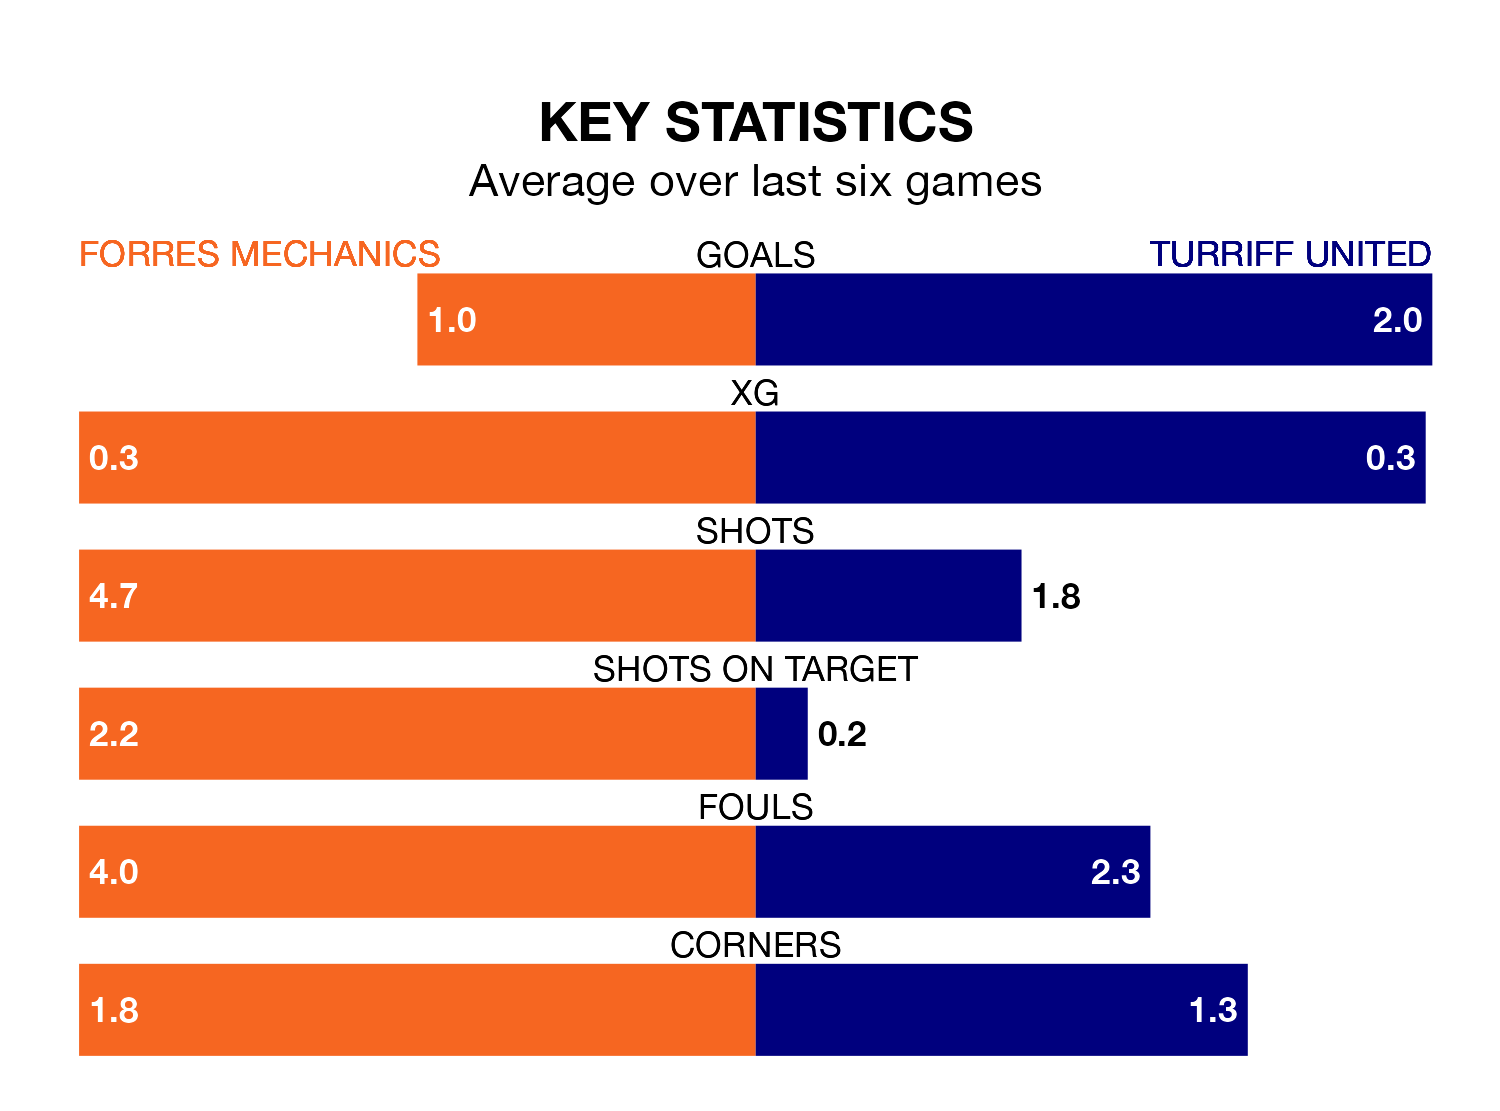 KEY STATISTICS
Average over last six games
FORRES MECHANICS GOALS TURRIFF UNITED
1.0 2.0
XG
0.3 0.3
SHOTS
4.7 1.8
SHOTS ON TARGET
2.2 0.2
FOULS
4.0 2.3
CORNERS
1.8 1.3